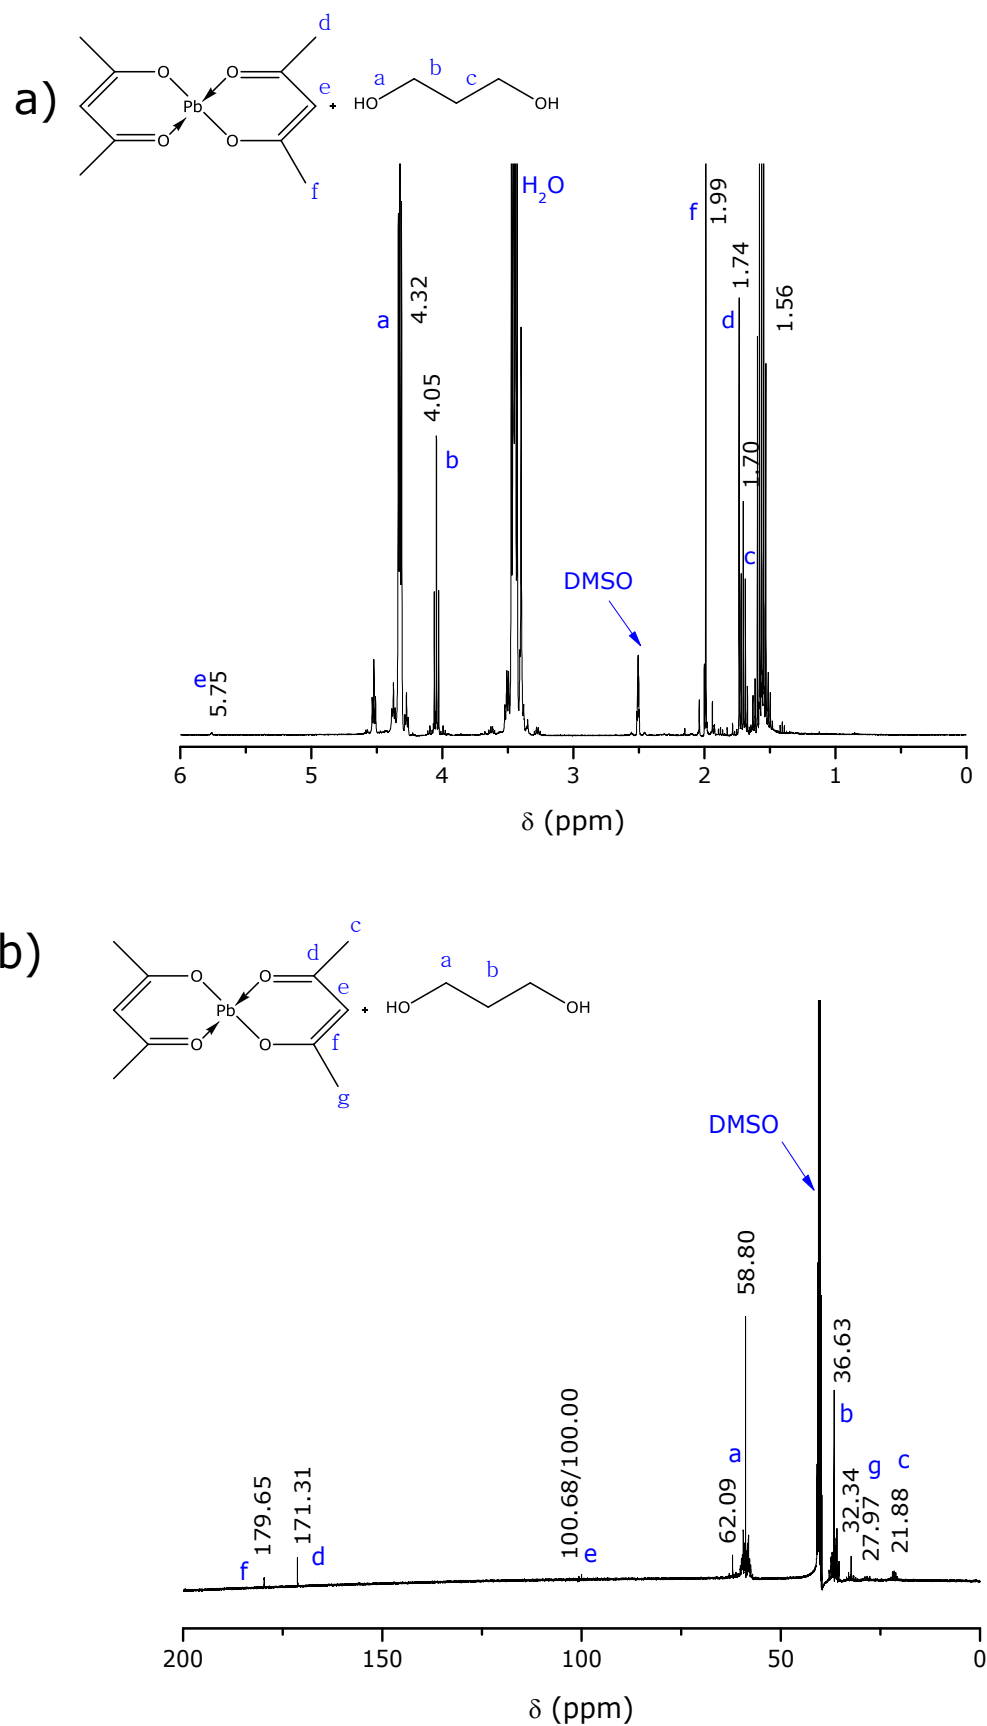 a)
d
O
O
Pb
e
O
O
f
+
a
b
c
HO
OH
H2O
f
1.99
1.74
d
1.56
a
4.32
4.05
b
1.70
c
DMSO
e
5.75
6 5 4 3 2 1 0
δ (ppm)
b)
c
d
O
O
e
Pb
O
O
f
g
+
a
b
HO
OH
DMSO
58.80
36.63
b
a
62.09
32.34
g
27.97
c
21.88
100.68/100.00
e
179.65
f
171.31
d
200 150 100 50 0
δ (ppm)